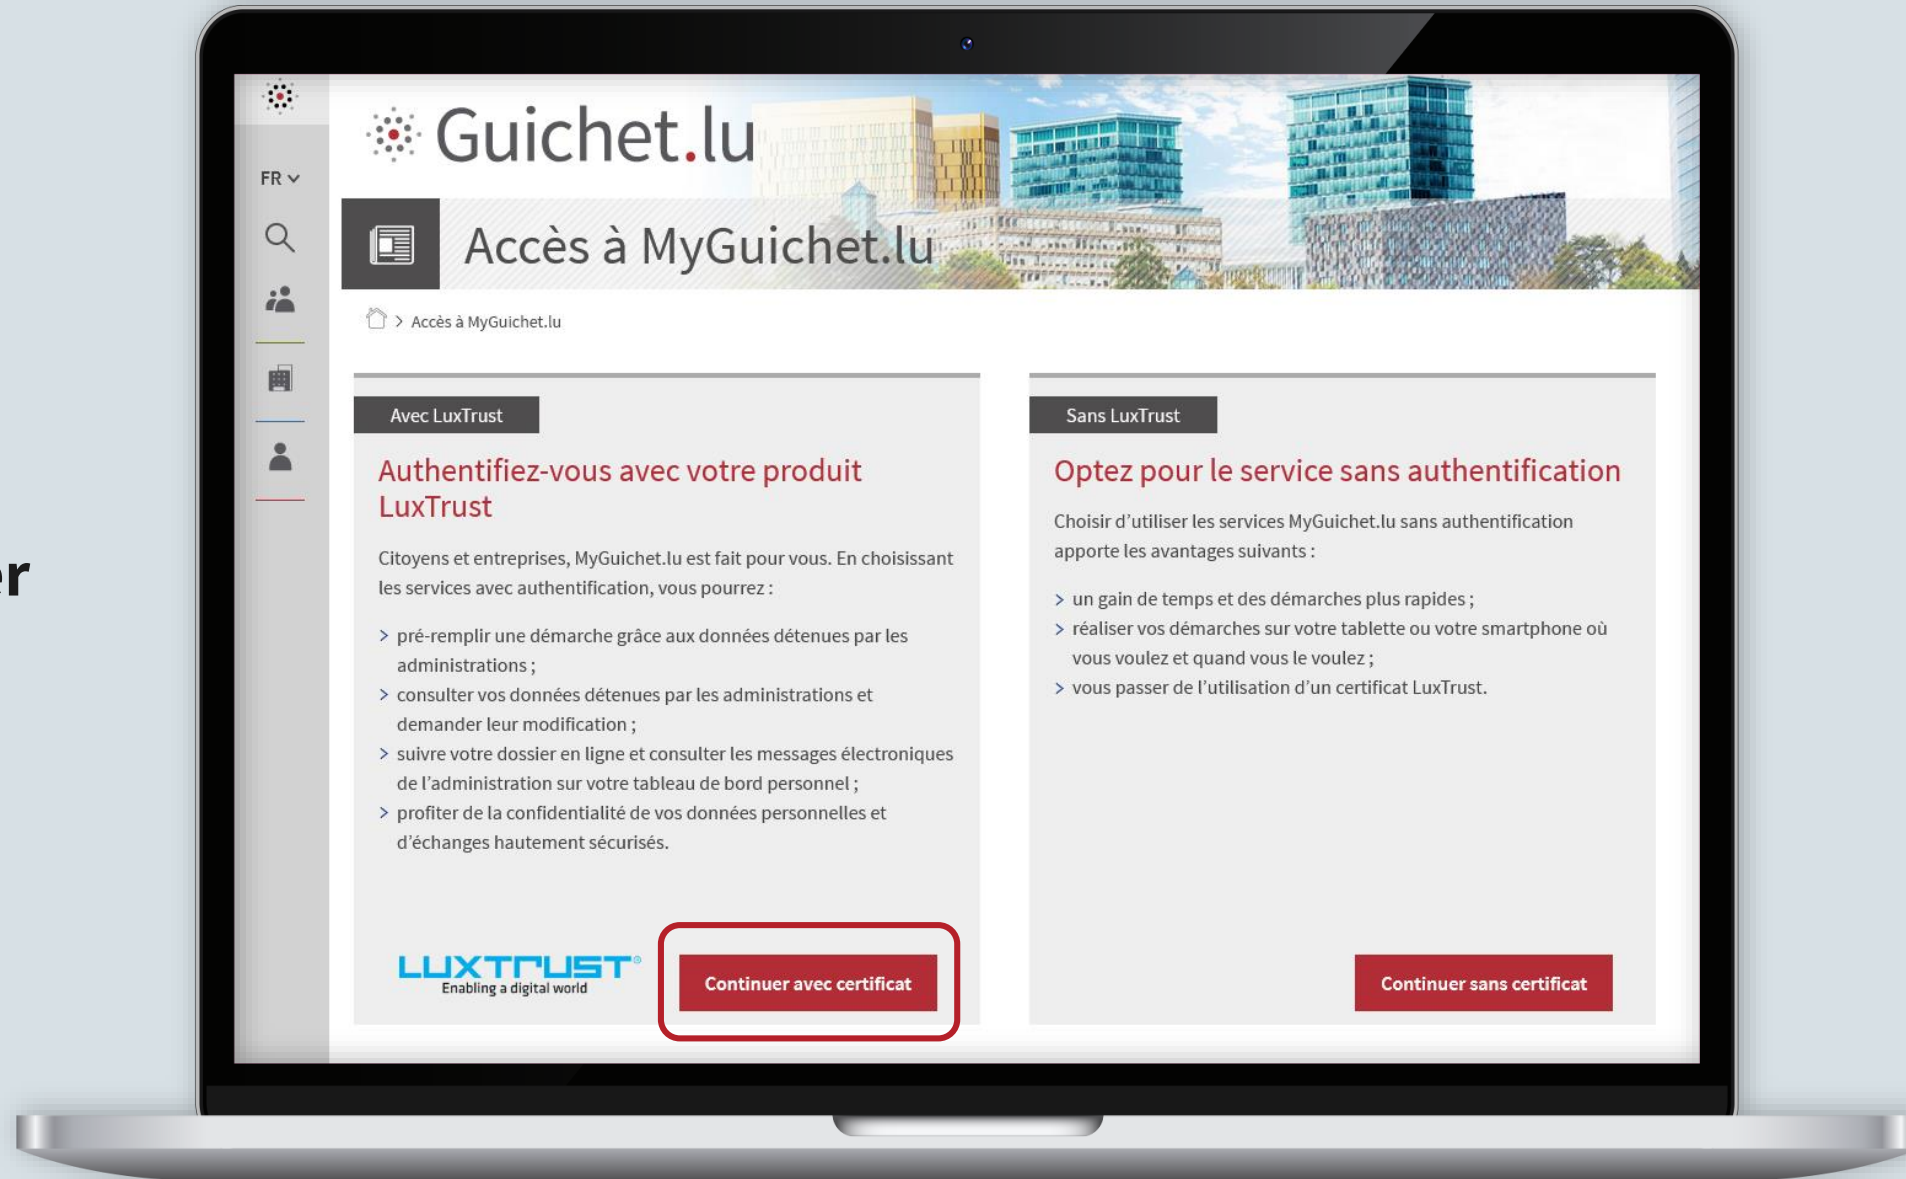 er
Guichet.lu
FR
Accès à MyGuichet.lu
> Accès à MyGuichet.lu
Avec LuxTrust
Authentifiez-vous avec votre produit
LuxTrust
Citoyens et entreprises, MyGuichet.lu est fait pour vous. En choisissant
les services avec authentification, vous pourrez :
> pré-remplir une démarche grâce aux données détenues par les
administrations ;
> consulter vos données détenues par les administrations et
demander leur modification ;
> suivre votre dossier en ligne et consulter les messages électroniques
de l'administration sur votre tableau de bord personnel ;
> profiter de la confidentialité de vos données personnelles et
d'échanges hautement sécurisés.
LUXTRUST®
Enabling a digital world
Continuer avec certificat
Sans LuxTrust
Optez pour le service sans authentification
Choisir d'utiliser les services MyGuichet.lu sans authentification
apporte les avantages suivants :
> un gain de temps et des démarches plus rapides ;
> réaliser vos démarches sur votre tablette ou votre smartphone où
vous voulez et quand vous le voulez ;
> vous passer de l'utilisation d'un certificat LuxTrust.
Continuer sans certificat